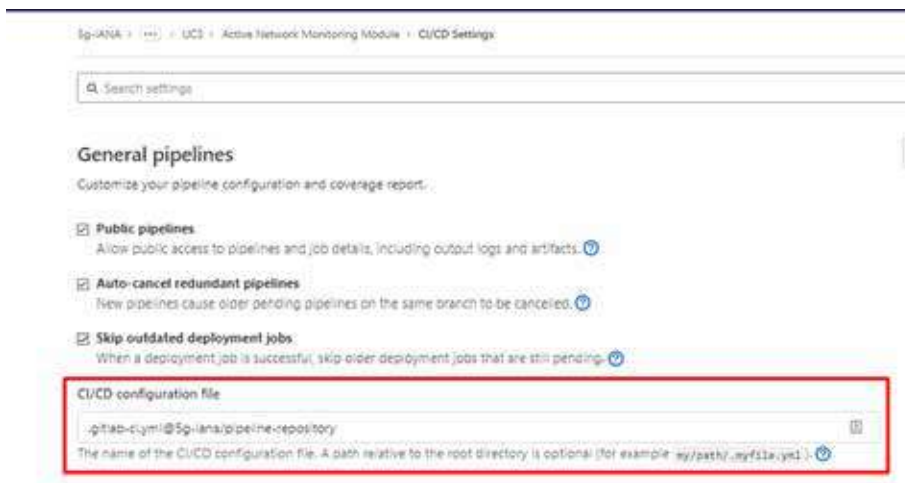 5g-IANA > ... > UC5 > Active Network Monitoring Module > CI/CD Settings
Search settings
General pipelines
Customize your pipeline configuration and coverage report.
Public pipelines
Allow public access to pipelines and job details, including output logs and artifacts.
Auto-cancel redundant pipelines
New pipelines cause older pending pipelines on the same branch to be cancelled.
Skip outdated deployment jobs
When a deployment job is successful, skip older deployment jobs that are still pending.
CI/CD configuration file
.gitlab-ci.yml@5g-iana/pipeline-repository
The name of the CI/CD configuration file. A path relative to the root directory is optional (for example my/path/.myfile.yml ).